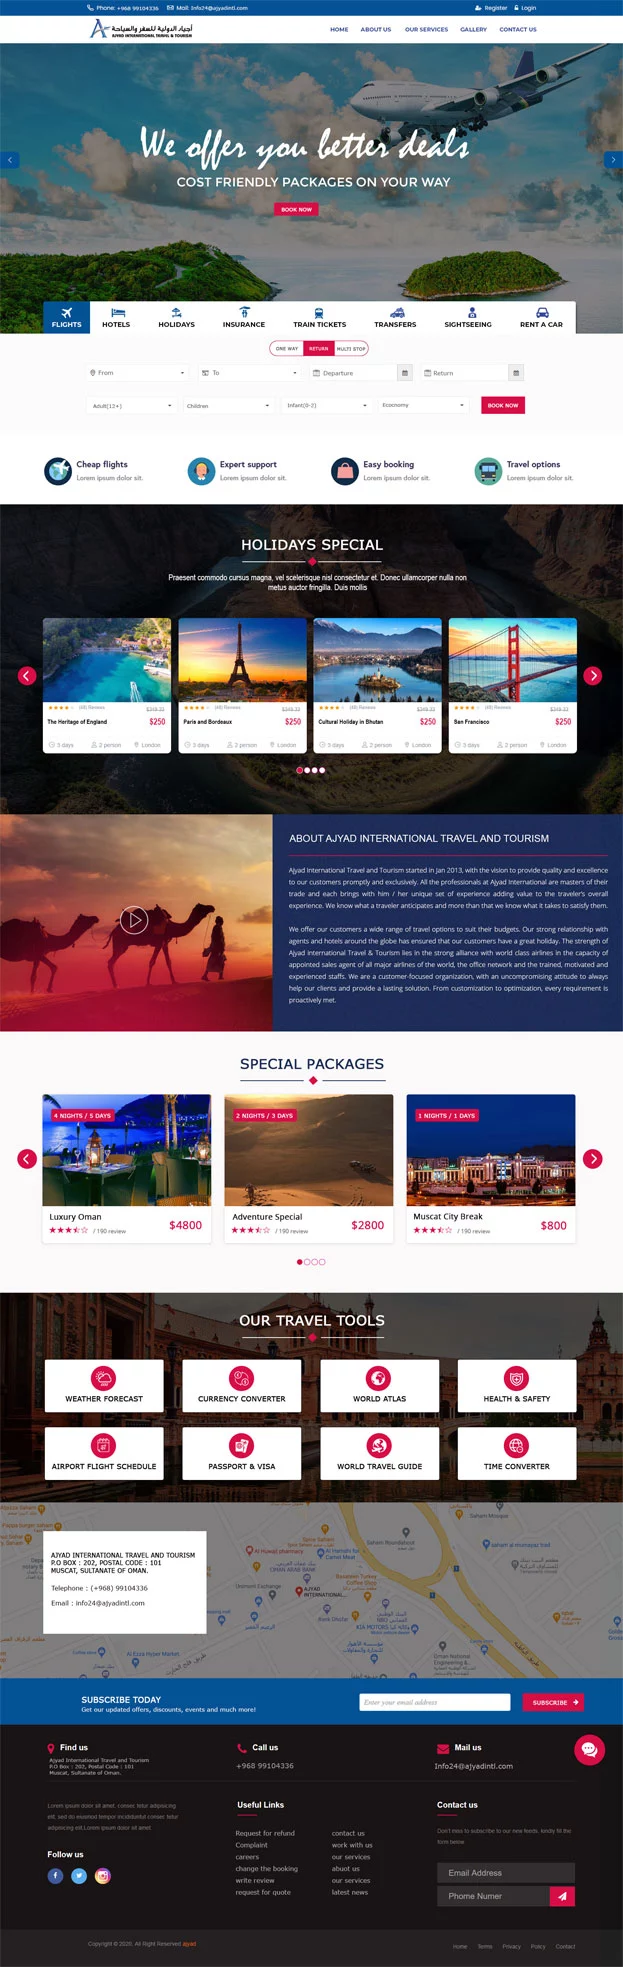 Phone: +968 99104336
Mail: Info24@ajyadintl.com
Register
Login
أجياد الدولية للسفر والسياحة
AJYAD INTERNATIONAL TRAVEL & TOURISM
HOME
ABOUT US
OUR SERVICES
GALLERY
CONTACT US
We offer you better deals
COST FRIENDLY PACKAGES ON YOUR WAY
BOOK NOW
FLIGHTS
HOTELS
HOLIDAYS
INSURANCE
TRAIN TICKETS
TRANSFERS
SIGHTSEEING
RENT A CAR
ONE WAY
RETURN
MULTI STOP
From
To
Departure
Return
Adult(12+)
Children
Infant(0-2)
Ecocnomy
BOOK NOW
Cheap flights
Lorem ipsum dolor sit.
Expert support
Lorem ipsum dolor sit.
Easy booking
Lorem ipsum dolor sit.
Travel options
Lorem ipsum dolor sit.
HOLIDAYS SPECIAL
Praesent commodo cursus magna, vel scelerisque nisl consectetur et. Donec ullamcorper nulla non
metus auctor fringilla. Duis mollis
The Heritage of England
$250
3 days
2 person
London
Paris and Bordeaux
$250
3 days
2 person
London
Cultural Holiday in Bhutan
$250
3 days
2 person
London
San Francisco
$250
3 days
2 person
London
ABOUT AJYAD INTERNATIONAL TRAVEL AND TOURISM
Ajyad International Travel and Tourism started in Jan 2013, with the vision to provide quality and excellence
to our customers promptly and exclusively. All the professionals at Ajyad International are masters of their
trade and each brings with him / her unique set of experience adding value to the traveler's overall
experience. We know what a traveler anticipates and more than that we know what it takes to satisfy them.
We offer our customers a wide range of travel options to suit their budgets. Our strong relationship with
agents and hotels around the globe has ensured that our customers have a great holiday. The strength of
Ajyad International Travel & Tourism lies in the strong alliance with world class airlines in the capacity of
appointed sales agent of all major airlines of the world, the office network and the trained, motivated and
experienced staffs. We are a customer-focused organization, with an uncompromising attitude to always
help our clients and provide a lasting solution. From customization to optimization, every requirement is
proactively met.
SPECIAL PACKAGES
4 NIGHTS / 5 DAYS
Luxury Oman
/ 190 review
$4800
2 NIGHTS / 3 DAYS
Adventure Special
/ 190 review
$2800
1 NIGHTS / 1 DAYS
Muscat City Break
/ 190 review
$800
OUR TRAVEL TOOLS
WEATHER FORECAST
CURRENCY CONVERTER
WORLD ATLAS
HEALTH & SAFETY
AIRPORT FLIGHT SCHEDULE
PASSPORT & VISA
WORLD TRAVEL GUIDE
TIME CONVERTER
AJYAD INTERNATIONAL TRAVEL AND TOURISM
P.O BOX : 202, POSTAL CODE : 101
MUSCAT, SULTANATE OF OMAN.
Telephone : (+968) 99104336
Email : info24@ajyadintl.com
Al Huwail pharmacy
OMAN ARAB BANK
AJYAD
INTERNATIONAL...
KIA MOTORS
Al Ezza Hyper Market
Oman National
Engineering &...
SUBSCRIBE TODAY
Get our updated offers, discounts, events and much more!
Enter your email address
SUBSCRIBE
Find us
Ajyad International Travel and Tourism
P.O Box : 202, Postal Code : 101
Muscat, Sultanate of Oman.
Call us
+968 99104336
Mail us
Info24@ajyadintl.com
Lorem ipsum dolor sit amet, consec tetur adipisicing
elit, sed do eiusmod tempor incididuntut consec tetur
adipisicing elit.Lorem ipsum dolor sit amet
Follow us
Useful Links
Request for refund
Complaint
careers
change the booking
write review
request for quote
contact us
work with us
our services
abuot us
our services
latest news
Contact us
Don't miss to subscribe to our new feeds, kindly fill the
form below
Email Address
Phome Numer
Copyright © 2020, All Right Reserved ajyad
Home
Terms
Privacy
Policy
Contact